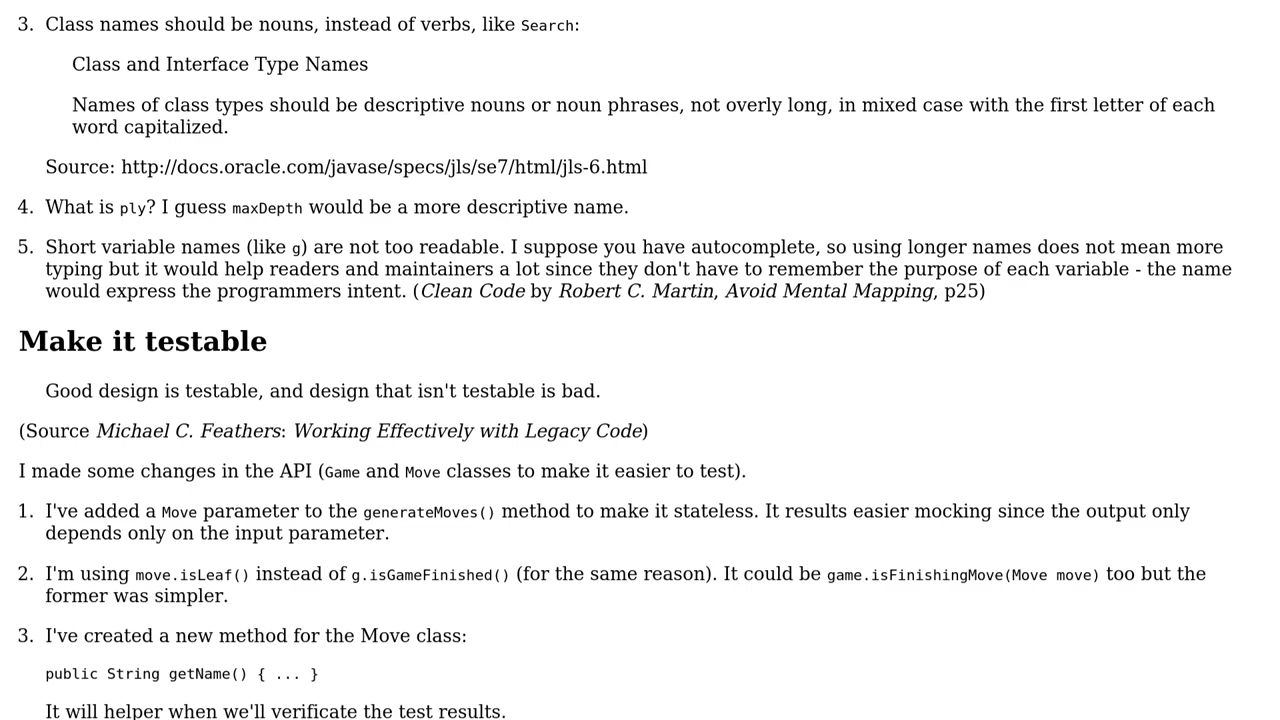 3. Class names should be nouns, instead of verbs, like Search:
Class and Interface Type Names
Names of class types should be descriptive nouns or noun phrases, not overly long, in mixed case with the first letter of each
word capitalized.
Source: http://docs.oracle.com/javase/specs/jls/se7/html/jls-6.html
4. What is ply? I guess maxDepth would be a more descriptive name.
5. Short variable names (like g) are not too readable. I suppose you have autocomplete, so using longer names does not mean more
typing but it would help readers and maintainers a lot since they don't have to remember the purpose of each variable - the name
would express the programmers intent. (Clean Code by Robert C. Martin, Avoid Mental Mapping, p25)
Make it testable
Good design is testable, and design that isn't testable is bad.
(Source Michael C. Feathers: Working Effectively with Legacy Code)
I made some changes in the API (Game and Move classes to make it easier to test).
1. I've added a Move parameter to the generateMoves() method to make it stateless. It results easier mocking since the output only
depends only on the input parameter.
2. I'm using move.isLeaf() instead of g.isGameFinished() (for the same reason). It could be game.isFinishingMove(Move move) too but the
former was simpler.
3. I've created a new method for the Move class:
public String getName() { ... }
It will helper when we'll verificate the test results.